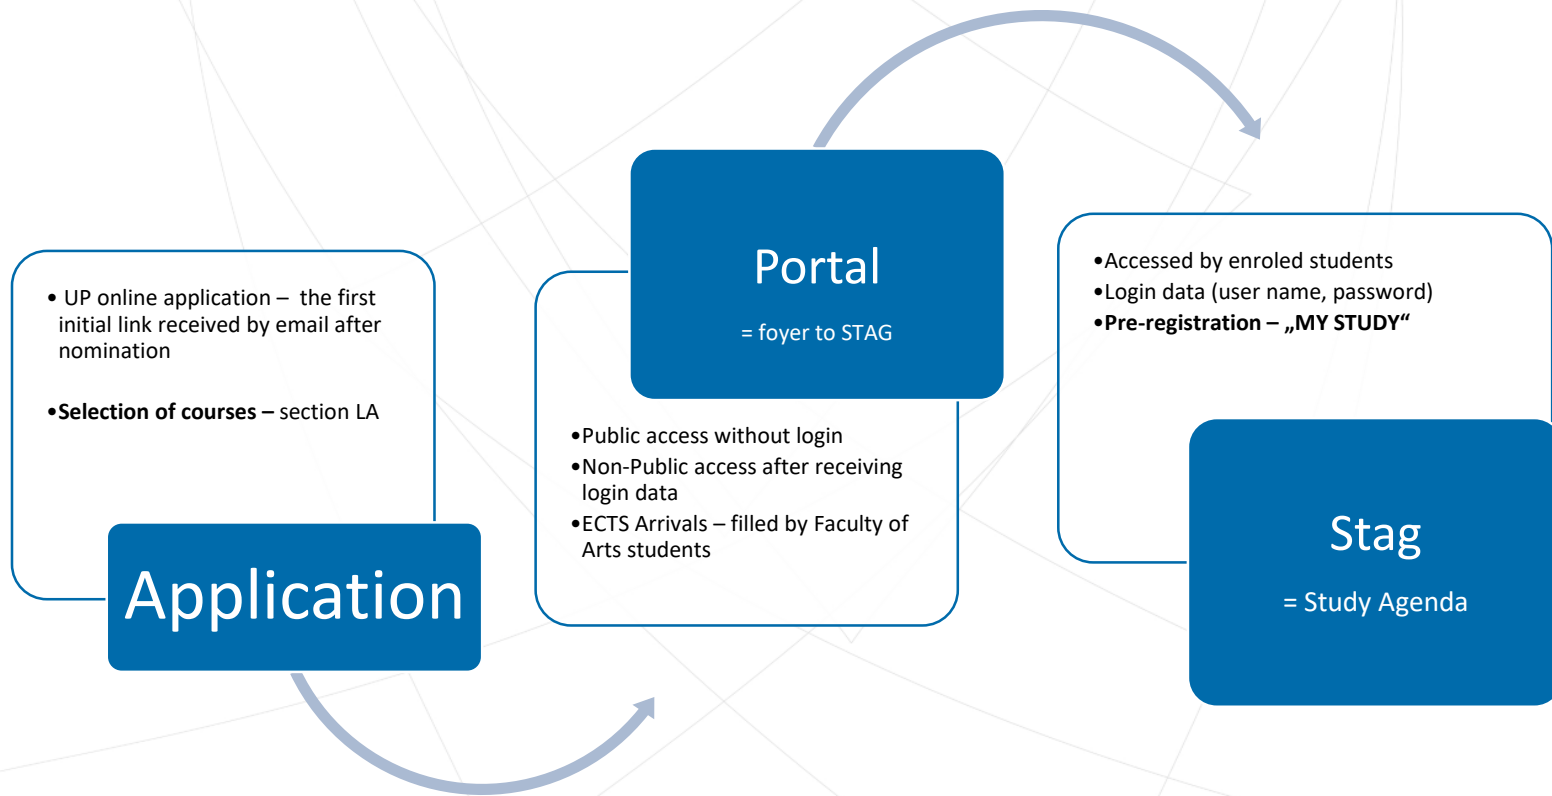 • UP online application – the first
initial link received by email after
nomination
•Selection of courses – section LA
Application
Portal
= foyer to STAG
•Public access without login
•Non-Public access after receiving
login data
•ECTS Arrivals – filled by Faculty of
Arts students
•Accessed by enroled students
•Login data (user name, password)
•Pre-registration – „MY STUDY“
Stag
= Study Agenda